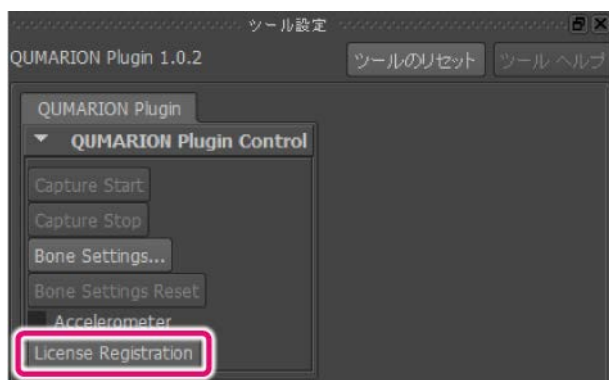 ツール設定
QUMARION Plugin 1.0.2
ツールのリセット
ツール ヘルプ
QUMARION Plugin
QUMARION Plugin Control
Capture Start
Capture Stop
Bone Settings...
Bone Settings Reset
Accelerometer
License Registration